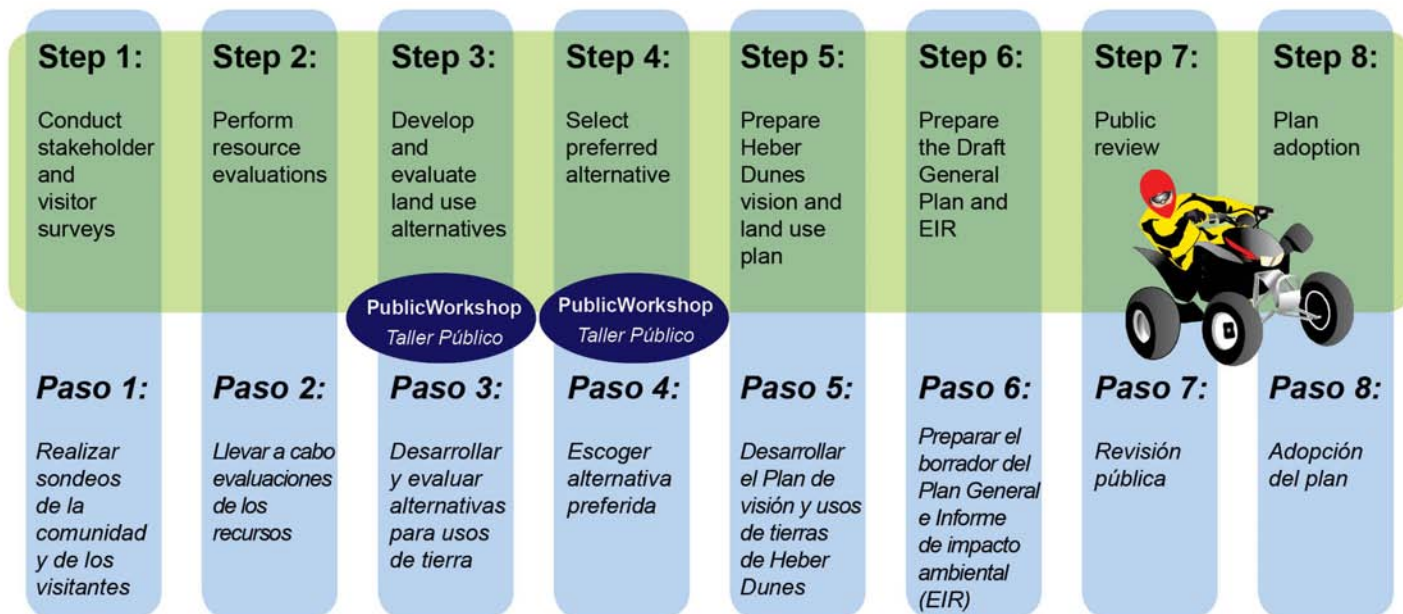 Step 1:
Conduct
stakeholder
and
visitor
surveys
Step 2:
Perform
resource
evaluations
Step 3:
Develop
and
evaluate
land use
alternatives
Step 4:
Select
preferred
alternative
Step 5:
Prepare
Heber
Dunes
vision and
land use
plan
Step 6:
Prepare
the Draft
General
Plan and
EIR
Step 7:
Public
review
Step 8:
Plan
adoption
PublicWorkshop
Taller Público
PublicWorkshop
Taller Público
Paso 1:
Realizar
sondeos
de la
comunidad
y de los
visitantes
Paso 2:
Llevar a cabo
evaluaciones
de los
recursos
Paso 3:
Desarrollar
y evaluar
alternativas
para usos
de tierra
Paso 4:
Escoger
alternativa
preferida
Paso 5:
Desarrollar
el Plan de
visión y usos
de tierras
de Heber
Dunes
Paso 6:
Preparar el
borrador del
Plan General
e Informe
de impacto
ambiental
(EIR)
Paso 7:
Revisión
pública
Paso 8:
Adopción
del plan